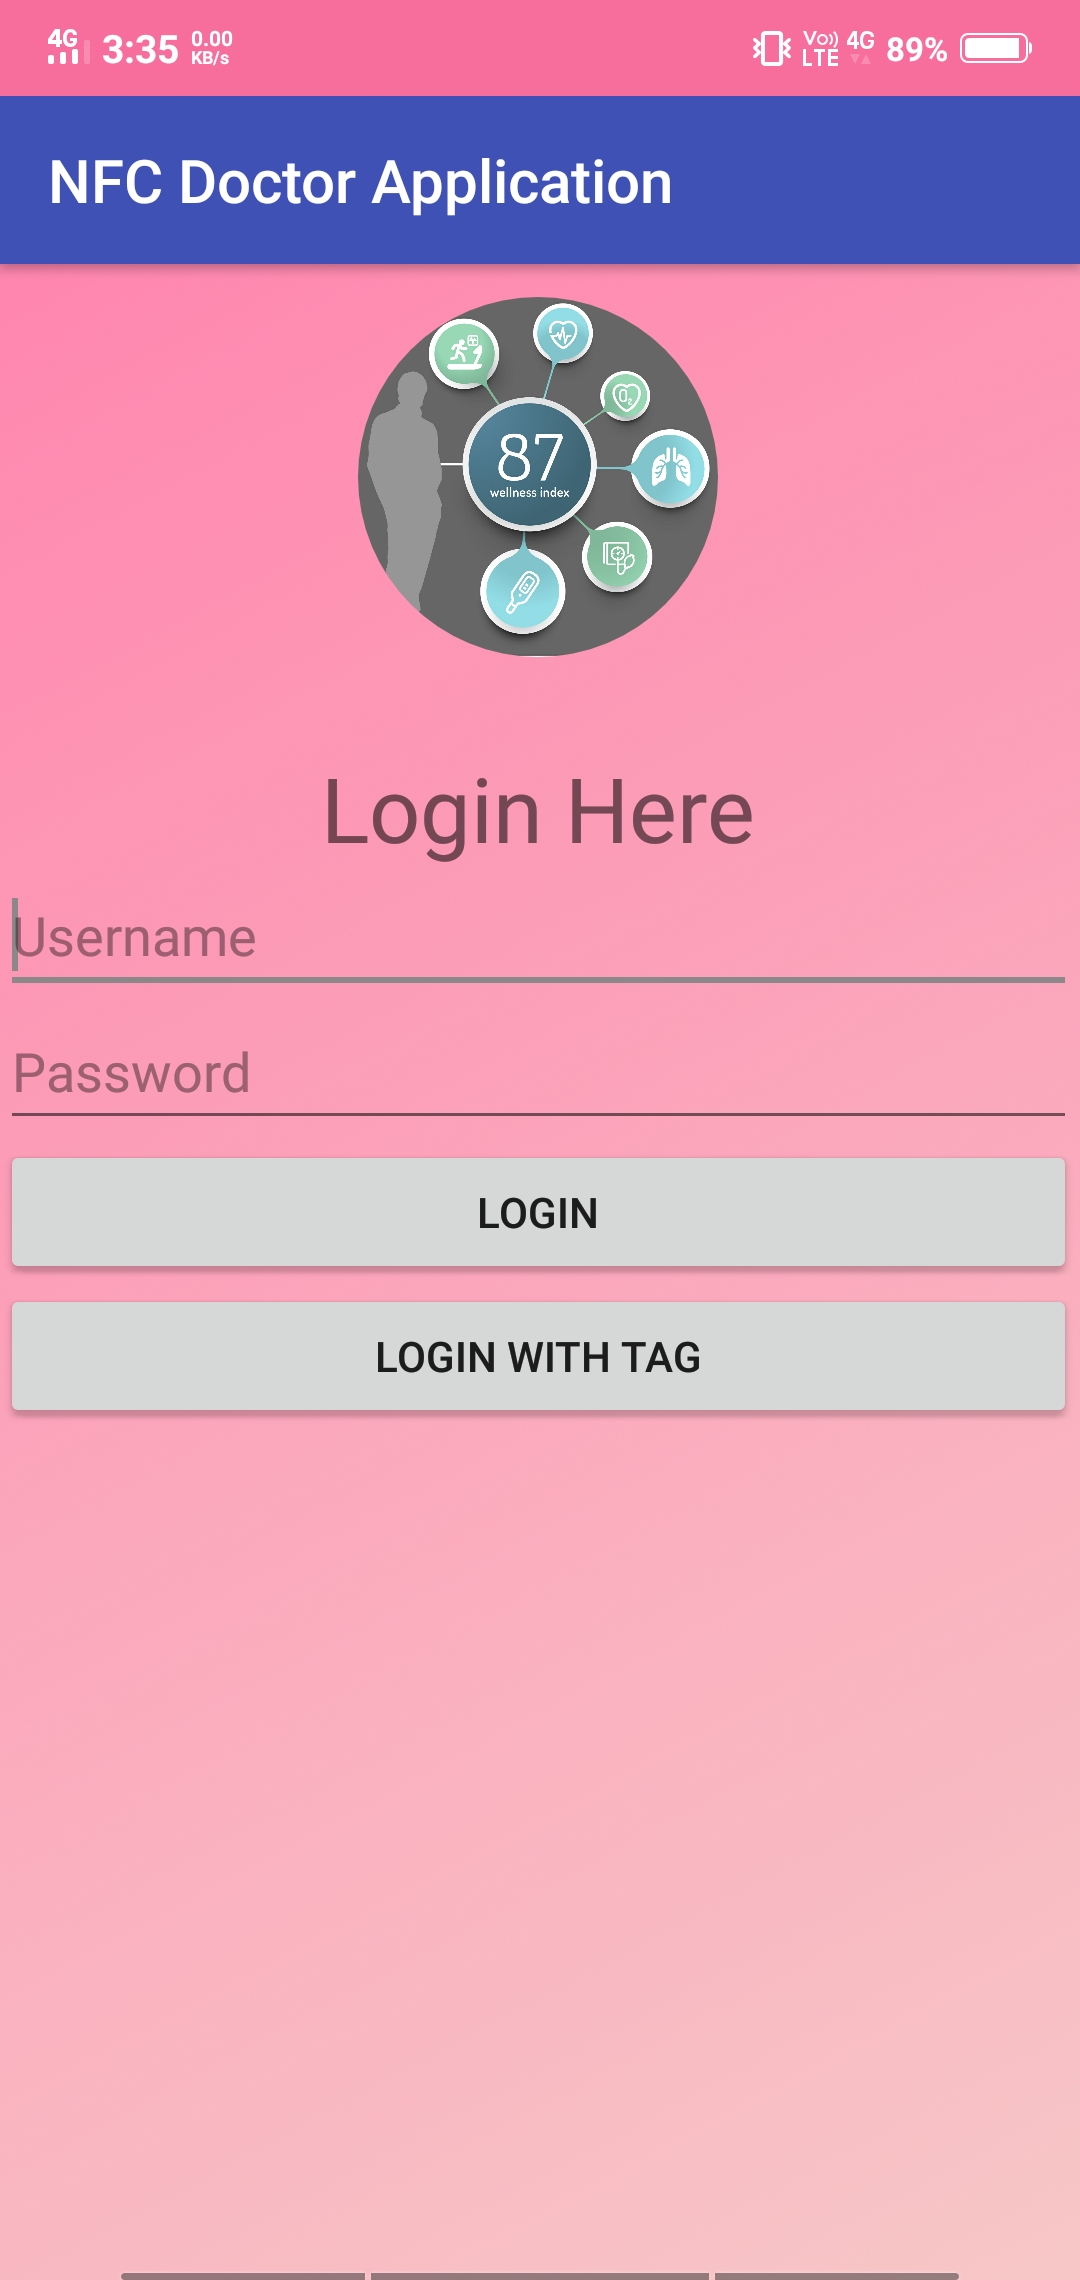 4G 3:35 0.00 KB/s Vo)) LTE 4G 89%
NFC Doctor Application
O₂
87
wellness index
Login Here
Username
Password
LOGIN
LOGIN WITH TAG